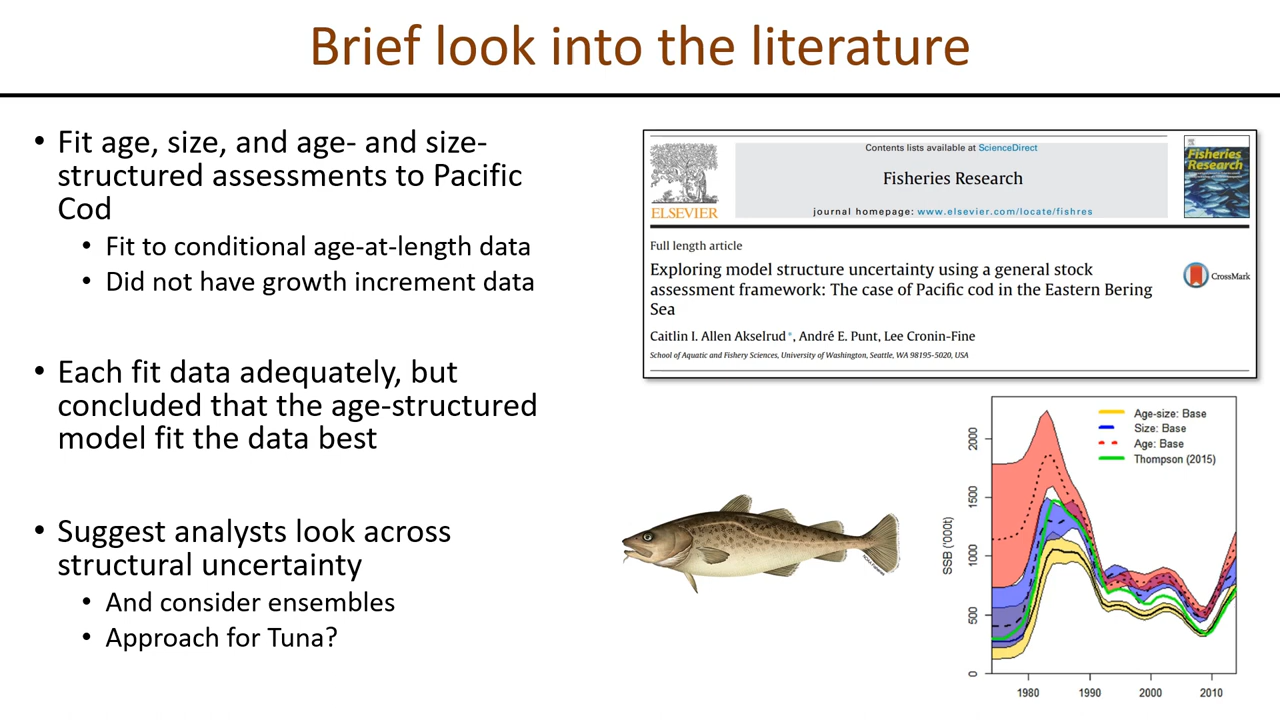 Brief look into the literature
• Fit age, size, and age- and size-
structured assessments to Pacific
Cod
• Fit to conditional age-at-length data
• Did not have growth increment data
• Each fit data adequately, but
concluded that the age-structured
model fit the data best
• Suggest analysts look across
structural uncertainty
• And consider ensembles
• Approach for Tuna?
Contents lists available at ScienceDirect
Fisheries Research
journal homepage: www.elsevier.com/locate/fishres
ELSEVIER
Fisheries
Research
Full length article
Exploring model structure uncertainty using a general stock
assessment framework: The case of Pacific cod in the Eastern Bering
Sea
CrossMark
Caitlin I. Allen Akselrud*, André E. Punt, Lee Cronin-Fine
School of Aquatic and Fishery Sciences, University of Washington, Seattle, WA 98195-5020, USA
Age-size: Base
Size: Base
Age: Base
Thompson (2015)
SSB ('000t)
2000
1500
1000
500
0
1980 1990 2000 2010